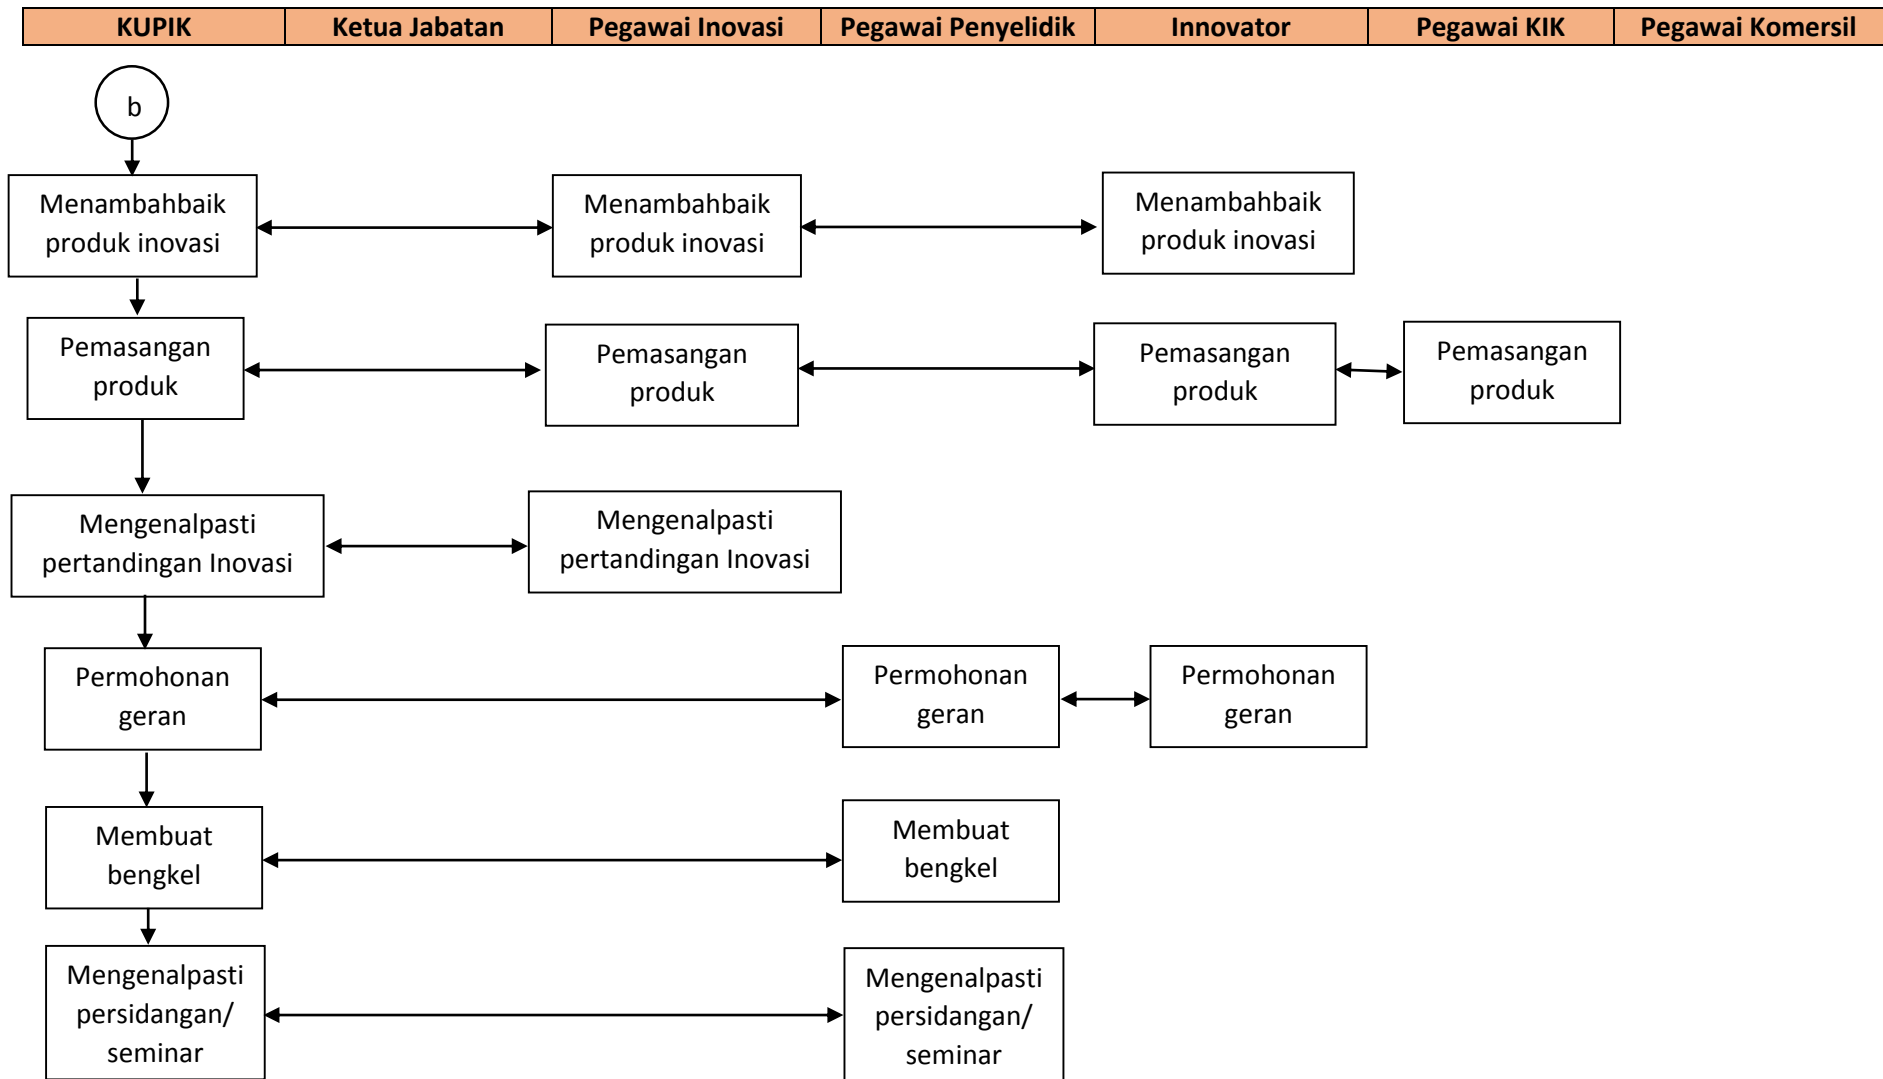 KUPIK Ketua Jabatan Pegawai Inovasi Pegawai Penyelidik Innovator Pegawai KIK Pegawai Komersil
b
Menambahbaik
produk inovasi
Menambahbaik
produk inovasi
Menambahbaik
produk inovasi
Pemasangan
produk
Pemasangan
produk
Pemasangan
produk
Pemasangan
produk
Mengenalpasti
pertandingan Inovasi
Mengenalpasti
pertandingan Inovasi
Permohonan
geran
Permohonan
geran
Permohonan
geran
Membuat
bengkel
Membuat
bengkel
Mengenalpasti
persidangan/
seminar
Mengenalpasti
persidangan/
seminar